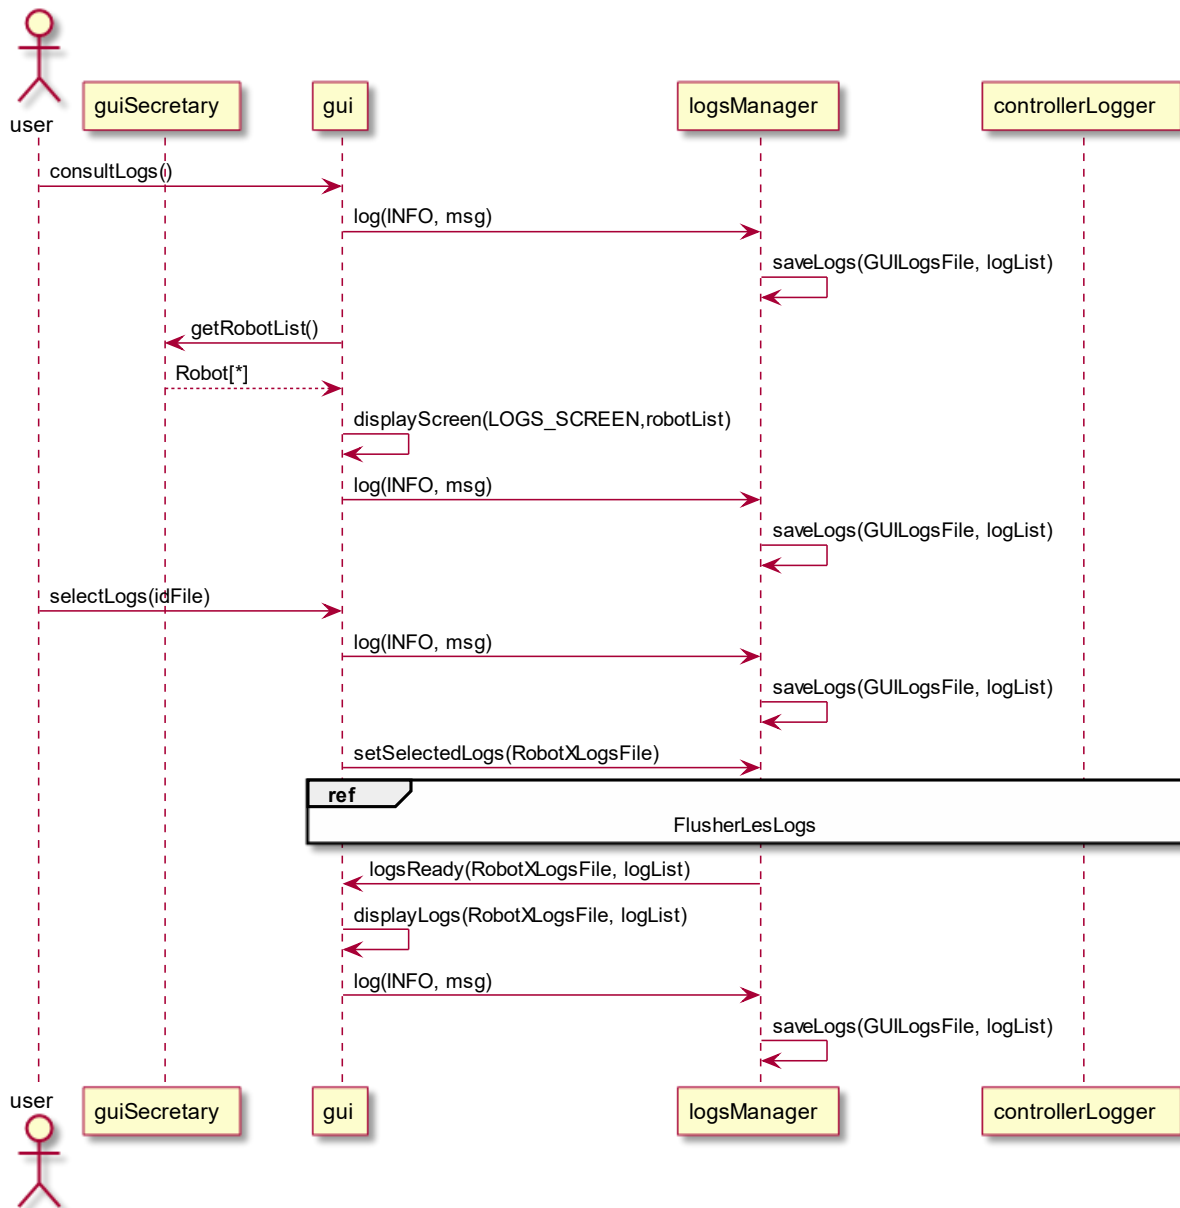 user
guiSecretary
gui
logsManager
controllerLogger
consultLogs()
log(INFO, msg)
saveLogs(GUILogsFile, logList)
getRobotList()
Robot[*]
displayScreen(LOGS_SCREEN,robotList)
log(INFO, msg)
saveLogs(GUILogsFile, logList)
selectLogs(idFile)
log(INFO, msg)
saveLogs(GUILogsFile, logList)
setSelectedLogs(RobotXLogsFile)
ref
FlusherLesLogs
logsReady(RobotXLogsFile, logList)
displayLogs(RobotXLogsFile, logList)
log(INFO, msg)
saveLogs(GUILogsFile, logList)
user
guiSecretary
gui
logsManager
controllerLogger